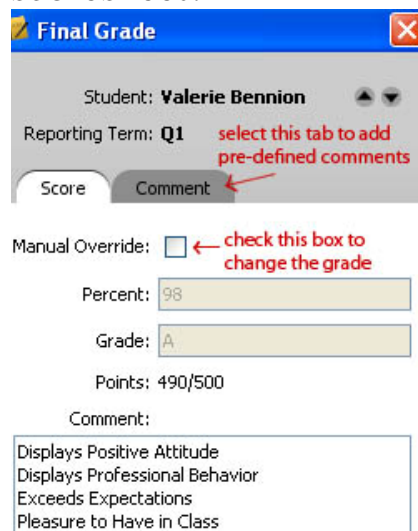 Final Grade
Student: Valerie Bennion
Reporting Term: Q1
select this tab to add
pre-defined comments
Score
Comment
Manual Override:
check this box to
change the grade
Percent: 98
Grade: A
Points: 490/500
Comment:
Displays Positive Attitude
Displays Professional Behavior
Exceeds Expectations
Pleasure to Have in Class